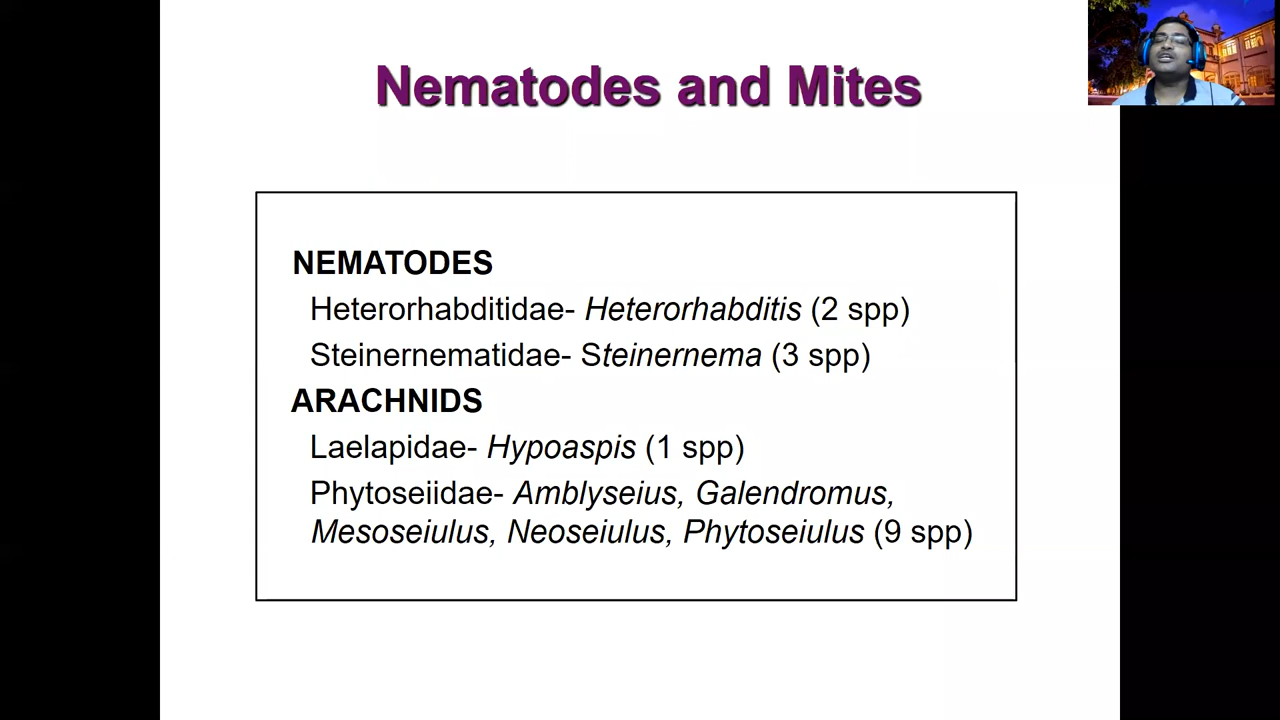 Nematodes and Mites
NEMATODES
Heterorhabditidae- Heterorhabditis (2 spp)
Steinernematidae- Steinernema (3 spp)
ARACHNIDS
Laelapidae- Hypoaspis (1 spp)
Phytoseiidae- Amblyseius, Galendromus,
Mesoseiulus, Neoseiulus, Phytoseiulus (9 spp)